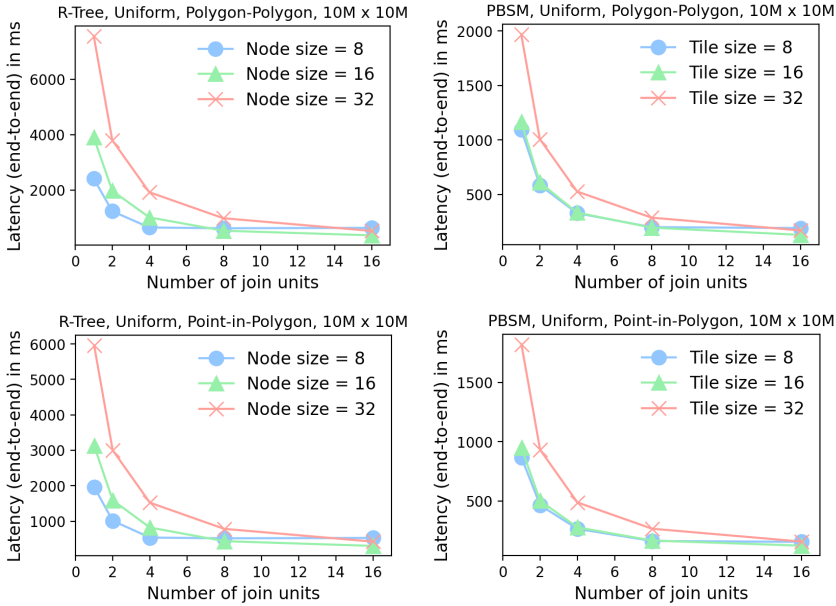 R-Tree, Uniform, Polygon-Polygon, 10M x 10M
Latency (end-to-end) in ms
6000
4000
2000
Node size = 8
Node size = 16
Node size = 32
0 2 4 6 8 10 12 14 16
Number of join units
PBSM, Uniform, Polygon-Polygon, 10M x 10M
Latency (end-to-end) in ms
2000
1500
1000
500
Tile size = 8
Tile size = 16
Tile size = 32
0 2 4 6 8 10 12 14 16
Number of join units
R-Tree, Uniform, Point-in-Polygon, 10M x 10M
Latency (end-to-end) in ms
6000
5000
4000
3000
2000
1000
Node size = 8
Node size = 16
Node size = 32
0 2 4 6 8 10 12 14 16
Number of join units
PBSM, Uniform, Point-in-Polygon, 10M x 10M
Latency (end-to-end) in ms
1500
1000
500
Tile size = 8
Tile size = 16
Tile size = 32
0 2 4 6 8 10 12 14 16
Number of join units